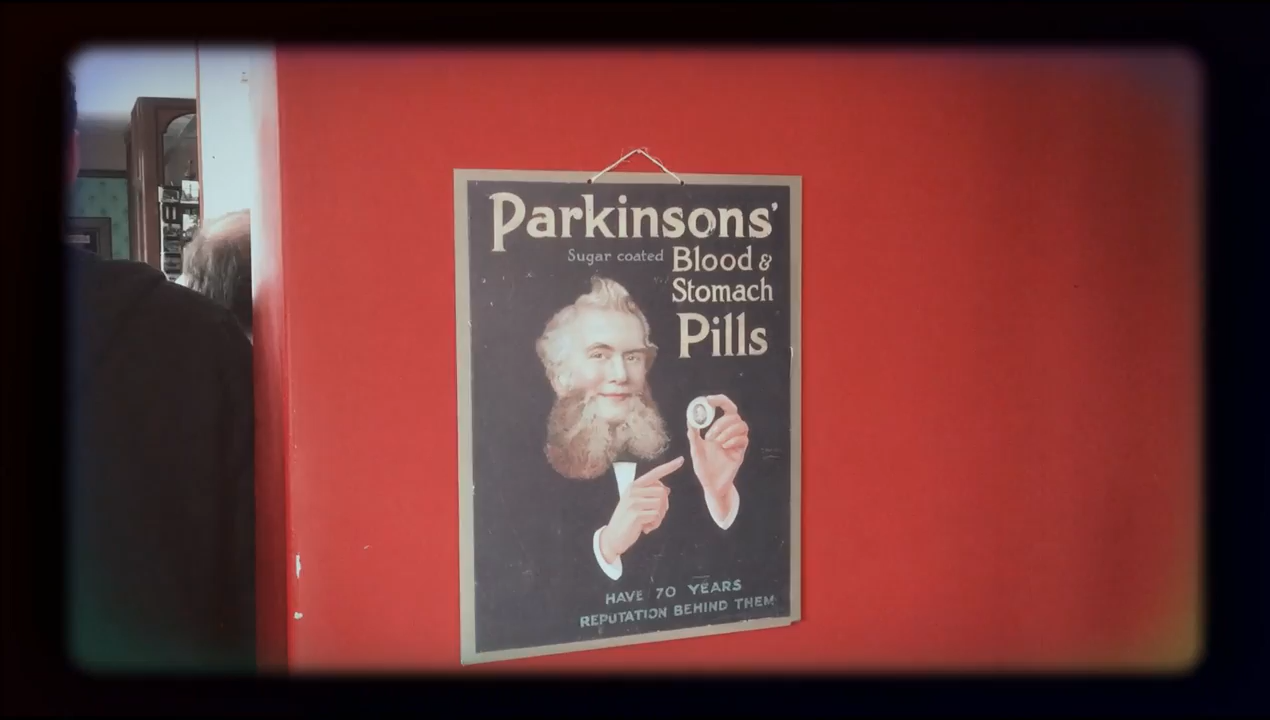 Parkinsons'
Sugar coated Blood &
Stomach
Pills
HAVE 70 YEARS
REPUTATION BEHIND THEM